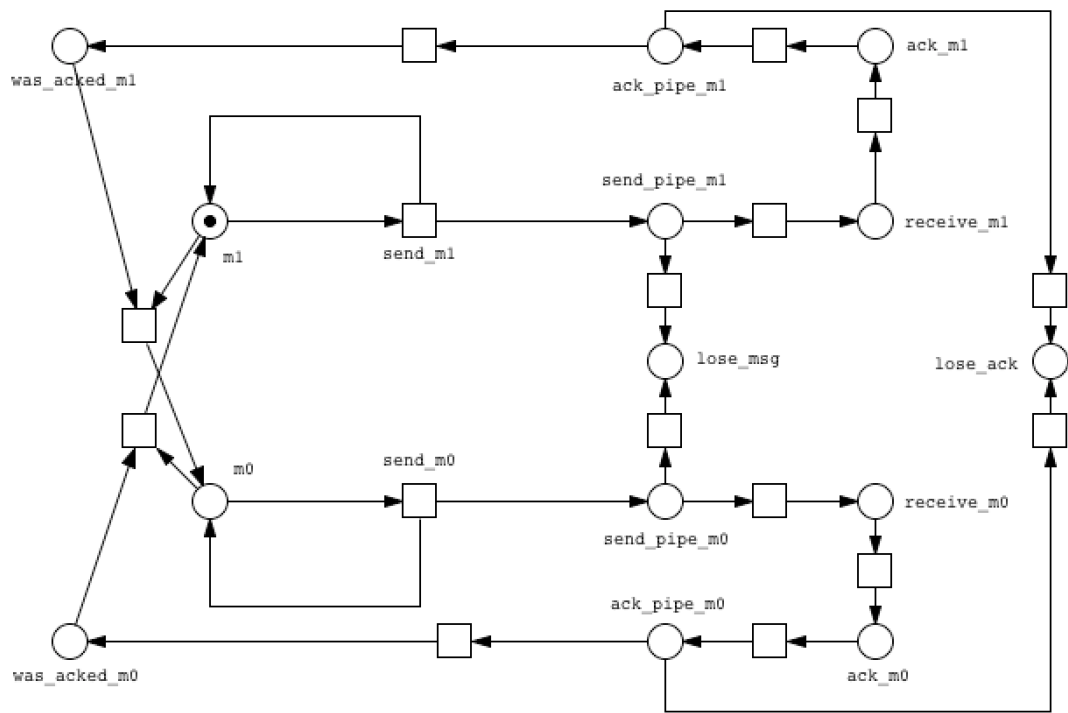 ack_m1
was_acked_m1
ack_pipe_m1
send_pipe_m1
receive_m1
m1
send_m1
lose_msg
lose_ack
send_m0
m0
receive_m0
send_pipe_m0
ack_pipe_m0
was_acked_m0
ack_m0